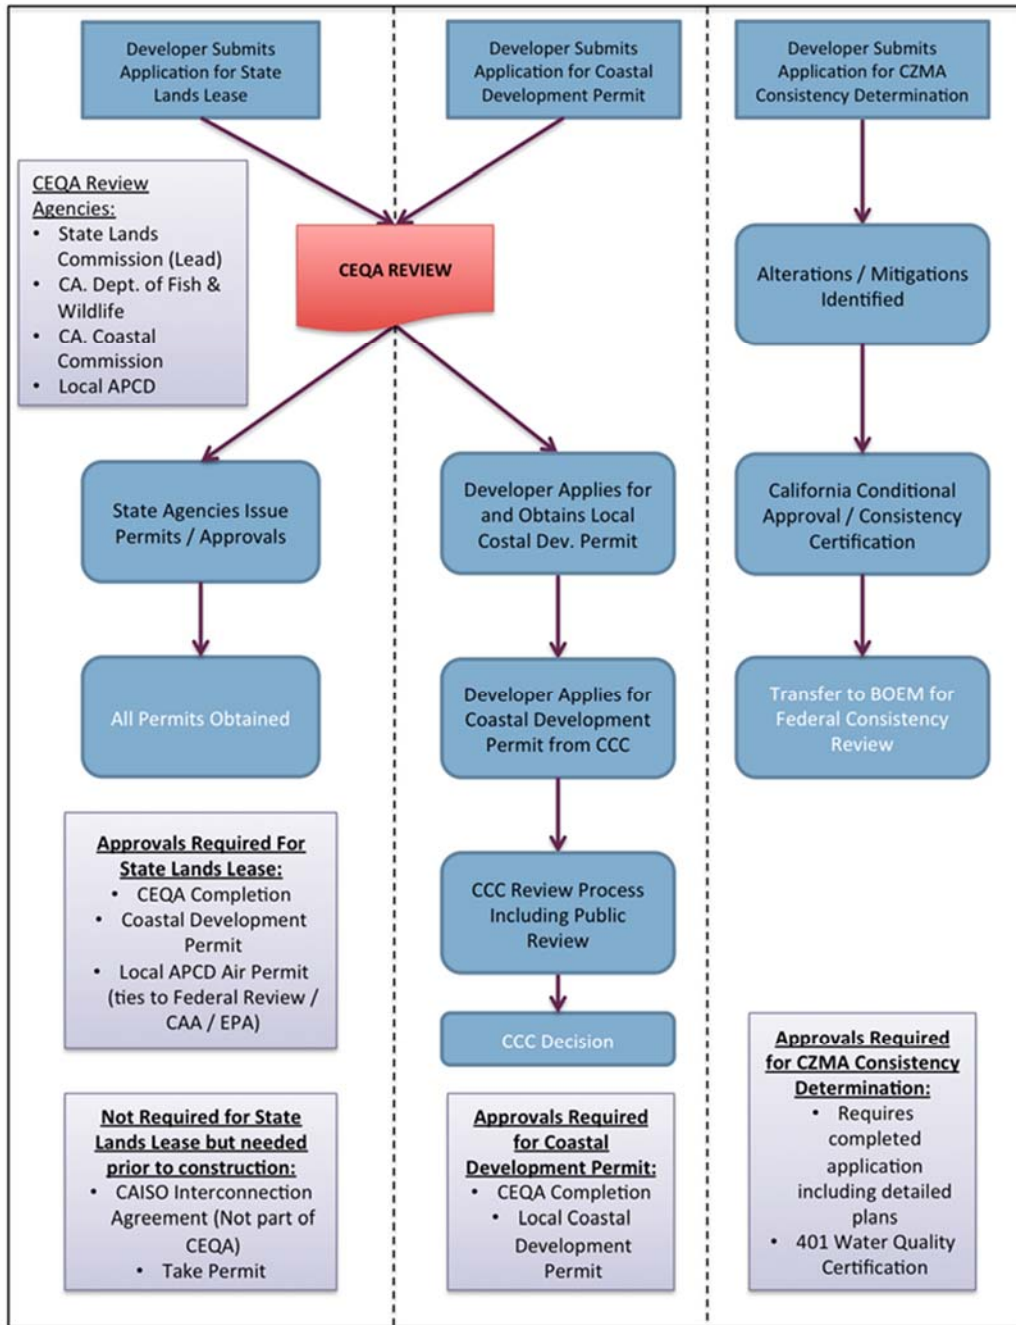 Developer Submits
Application for State
Lands Lease
Developer Submits
Application for Coastal
Development Permit
Developer Submits
Application for CZMA
Consistency Determination
CEQA Review
Agencies:
• State Lands
Commission (Lead)
• CA. Dept. of Fish &
Wildlife
• CA. Coastal
Commission
• Local APCD
CEQA REVIEW
Alterations / Mitigations
Identified
State Agencies Issue
Permits / Approvals
Developer Applies for
and Obtains Local
Costal Dev. Permit
California Conditional
Approval / Consistency
Certification
All Permits Obtained
Developer Applies for
Coastal Development
Permit from CCC
Transfer to BOEM for
Federal Consistency
Review
Approvals Required For
State Lands Lease:
• CEQA Completion
• Coastal Development
Permit
• Local APCD Air Permit
(ties to Federal Review /
CAA / EPA)
CCC Review Process
Including Public
Review
CCC Decision
Not Required for State
Lands Lease but needed
prior to construction:
• CAISO Interconnection
Agreement (Not part of
CEQA)
• Take Permit
Approvals Required
for Coastal
Development Permit:
• CEQA Completion
• Local Coastal
Development
Permit
Approvals Required
for CZMA Consistency
Determination:
• Requires
completed
application
including detailed
plans
• 401 Water Quality
Certification